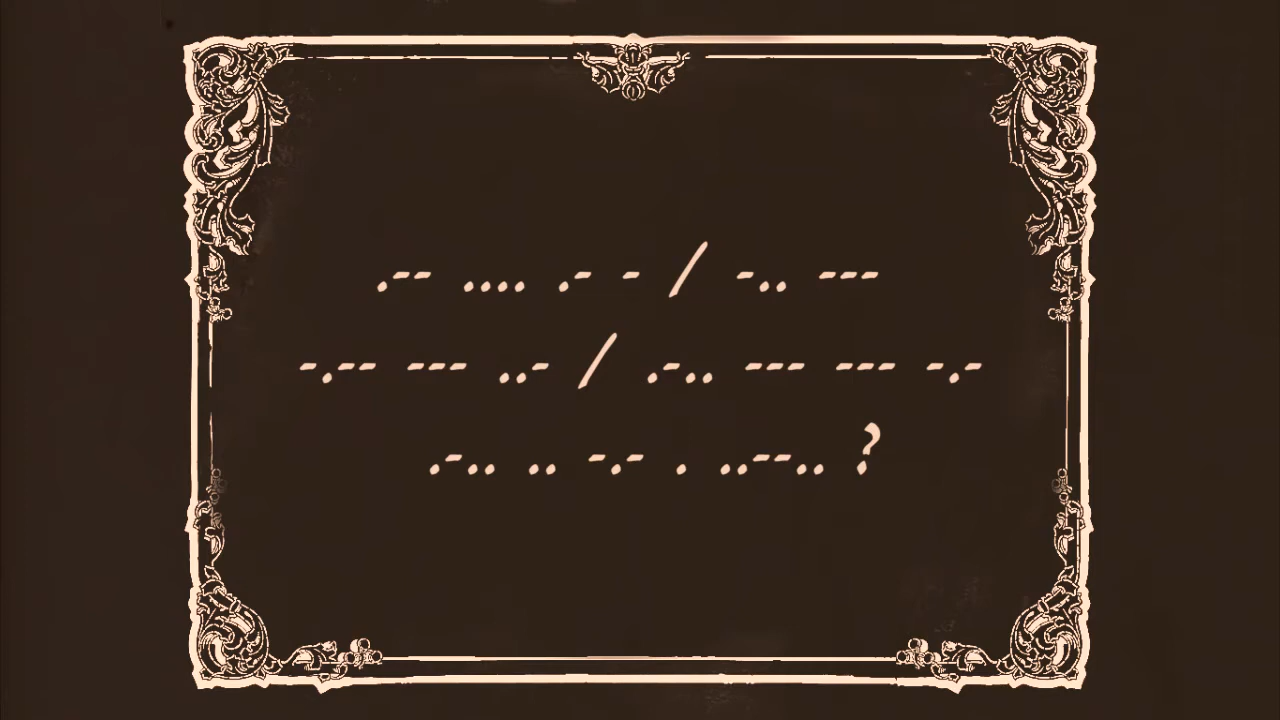 .-- .... .- - / -.. ---
-.-- --- ..- / .-.. --- --- -.-
.-.. .. -.- . ..--.. ?